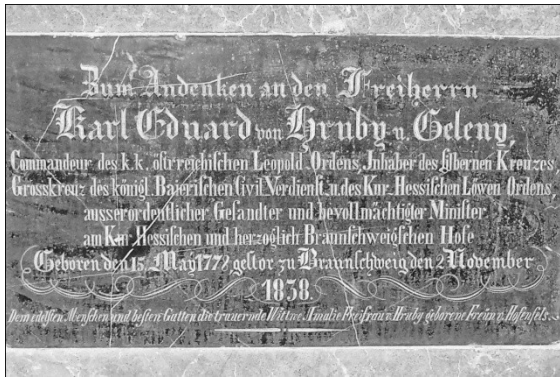 Zum Andenken an den Freiherrn
Karl Eduard von Hruby u. Geleny,
Commandeur des k.k. östreichischen Leopold-Ordens, Inhaber des silbernen Kreuzes,
Grosskreuz des königl. Baierischen Civil Verdienst u. des Kur-Hessischen Löwen Ordens
ausserordentlicher Gesandter und bevollmächtigter Minister
am Kur Hessischen und herzoglich Braunschweigschen Hofe
Geboren den 15. May 1779 gestor zu Braunschweig den 2 November
1838.
Dem edelsten Menschen und besten Gatten die trauernde Wittwe Amalie Freifrau v. Hruby geborene Freiin v. Hofenfels.